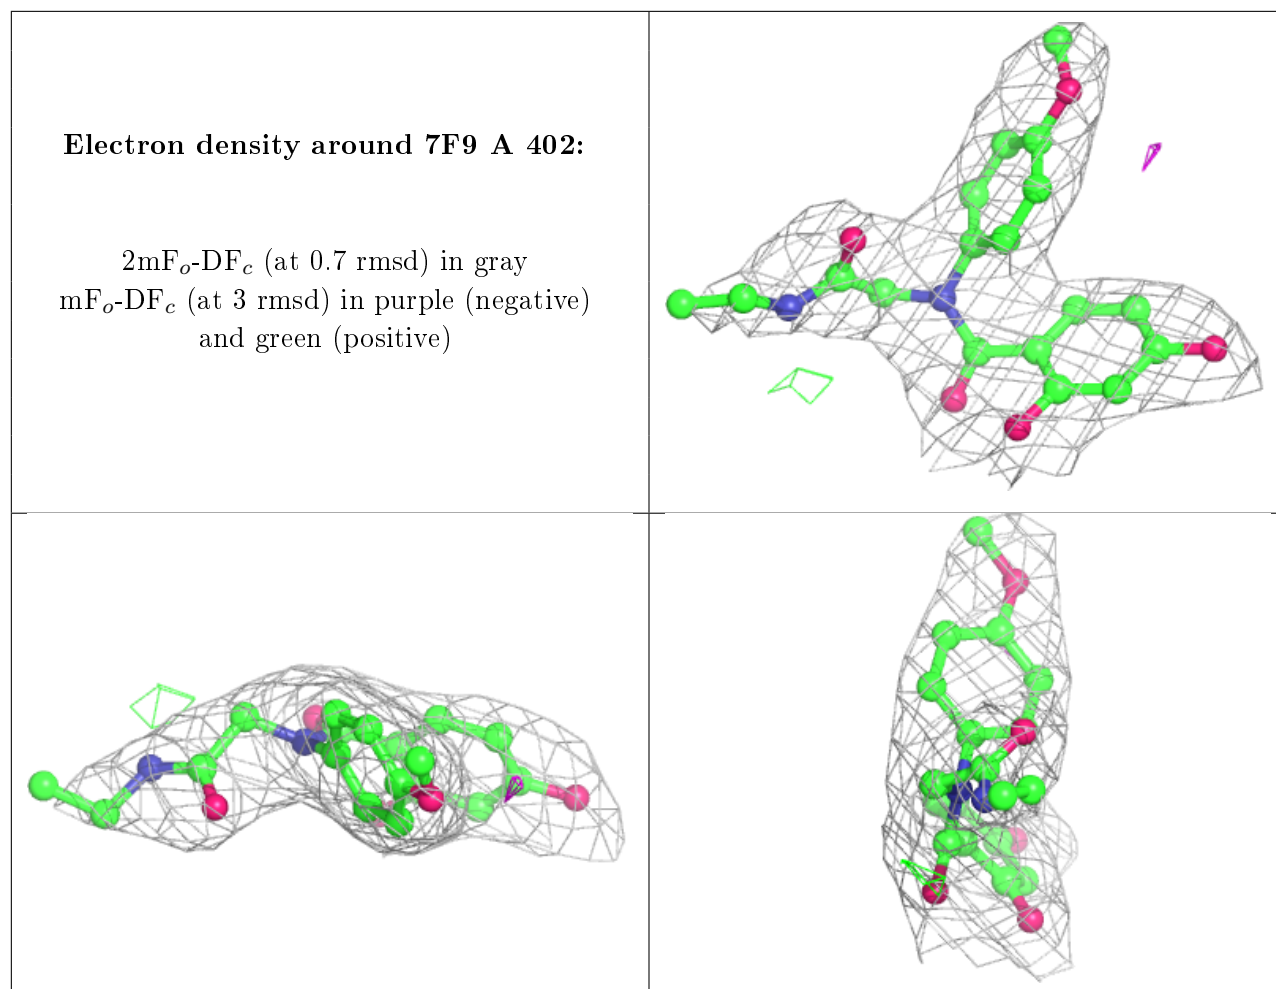 Electron density around 7F9 A 402:
2mFₒ-DF𝒸 (at 0.7 rmsd) in gray
mFₒ-DF𝒸 (at 3 rmsd) in purple (negative)
and green (positive)